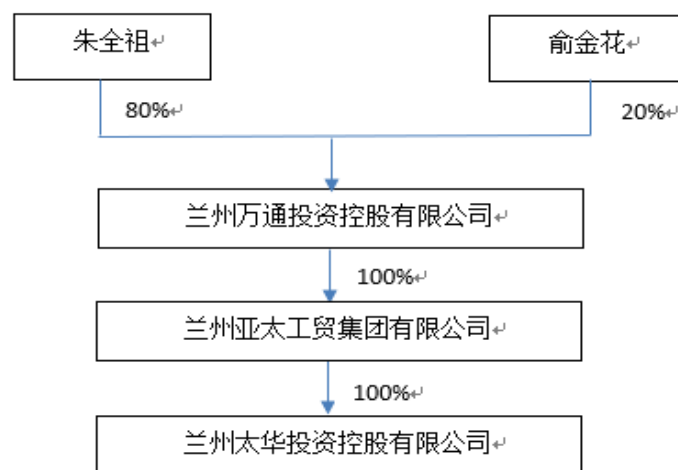 朱全祖
俞金花
80%
20%
兰州万通投资控股有限公司
100%
兰州亚太工贸集团有限公司
100%
兰州太华投资控股有限公司